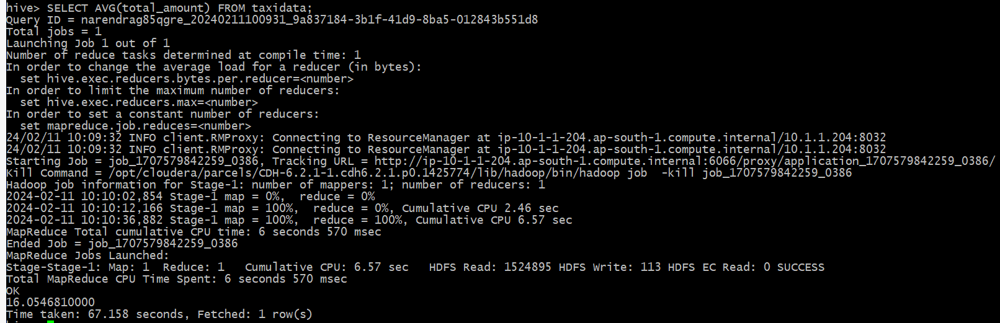 hive> SELECT AVG(total_amount) FROM taxidata;
Query ID = narendrag85qgre_20240211100931_9a837184-3b1f-41d9-8ba5-012843b551d8
Total jobs = 1
Launching Job 1 out of 1
Number of reduce tasks determined at compile time: 1
In order to change the average load for a reducer (in bytes):
  set hive.exec.reducers.bytes.per.reducer=<number>
In order to limit the maximum number of reducers:
  set hive.exec.reducers.max=<number>
In order to set a constant number of reducers:
  set mapreduce.job.reduces=<number>
24/02/11 10:09:32 INFO client.RMProxy: Connecting to ResourceManager at ip-10-1-1-204.ap-south-1.compute.internal/10.1.1.204:8032
24/02/11 10:09:32 INFO client.RMProxy: Connecting to ResourceManager at ip-10-1-1-204.ap-south-1.compute.internal/10.1.1.204:8032
Starting Job = job_1707579842259_0386, Tracking URL = http://ip-10-1-1-204.ap-south-1.compute.internal:6066/proxy/application_1707579842259_0386/
Kill Command = /opt/cloudera/parcels/CDH-6.2.1-1.cdh6.2.1.p0.1425774/lib/hadoop/bin/hadoop job  -kill job_1707579842259_0386
Hadoop job information for Stage-1: number of mappers: 1; number of reducers: 1
2024-02-11 10:10:02,854 Stage-1 map = 0%,  reduce = 0%
2024-02-11 10:10:12,166 Stage-1 map = 100%,  reduce = 0%, Cumulative CPU 2.46 sec
2024-02-11 10:10:36,882 Stage-1 map = 100%,  reduce = 100%, Cumulative CPU 6.57 sec
MapReduce Total cumulative CPU time: 6 seconds 570 msec
Ended Job = job_1707579842259_0386
MapReduce Jobs Launched:
Stage-Stage-1: Map: 1  Reduce: 1   Cumulative CPU: 6.57 sec   HDFS Read: 1524895 HDFS Write: 113 HDFS EC Read: 0 SUCCESS
Total MapReduce CPU Time Spent: 6 seconds 570 msec
OK
16.0546810000
Time taken: 67.158 seconds, Fetched: 1 row(s)